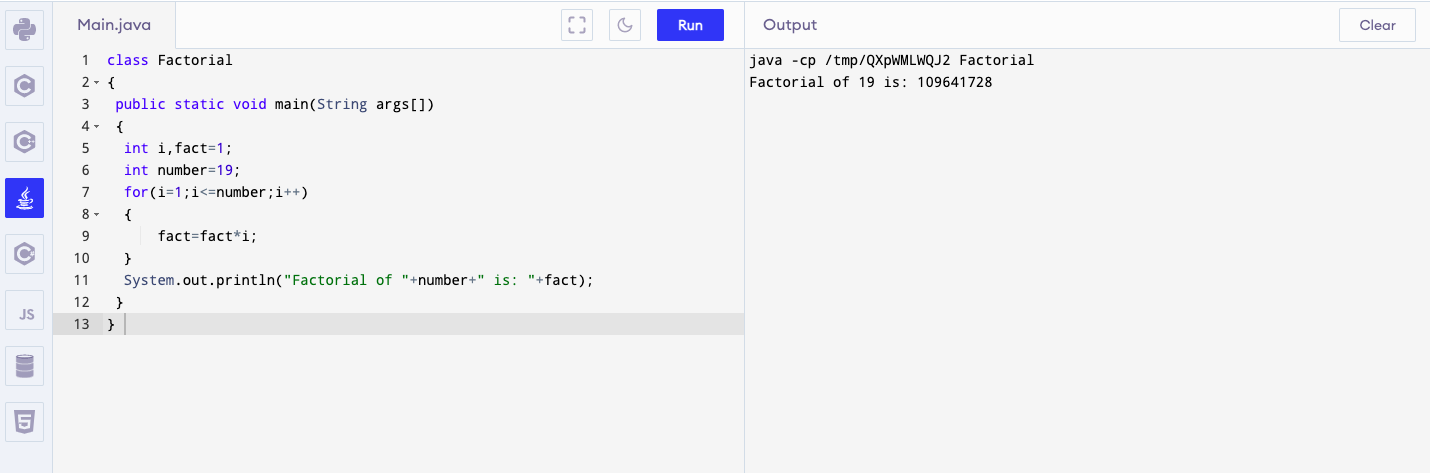 Main.java
Run
Output
Clear
1 class Factorial
2 {
3 public static void main(String args[])
4 {
5 int i,fact=1;
6 int number=19;
7 for(i=1;i<=number;i++)
8 {
9 fact=fact*i;
10 }
11 System.out.println("Factorial of "+number+" is: "+fact);
12 }
13 }
java -cp /tmp/QXpWMLWQJ2 Factorial
Factorial of 19 is: 109641728
C
C++
C#
JS
5